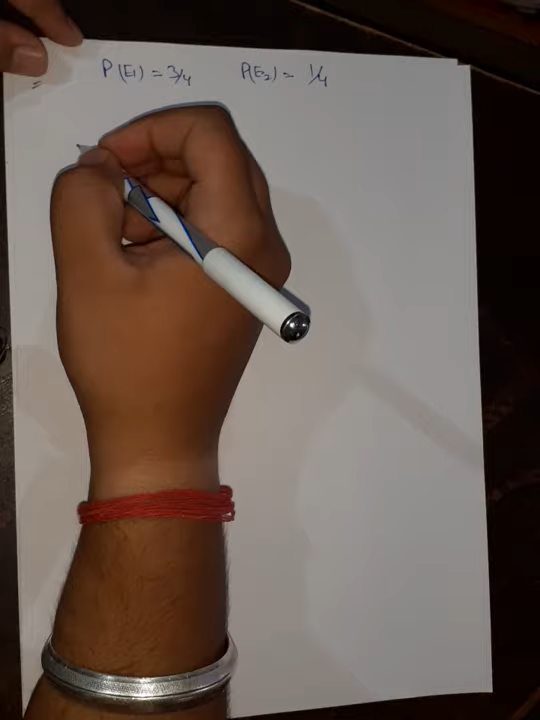 P(E₁) = 3/4 P(E₂) = 1/4